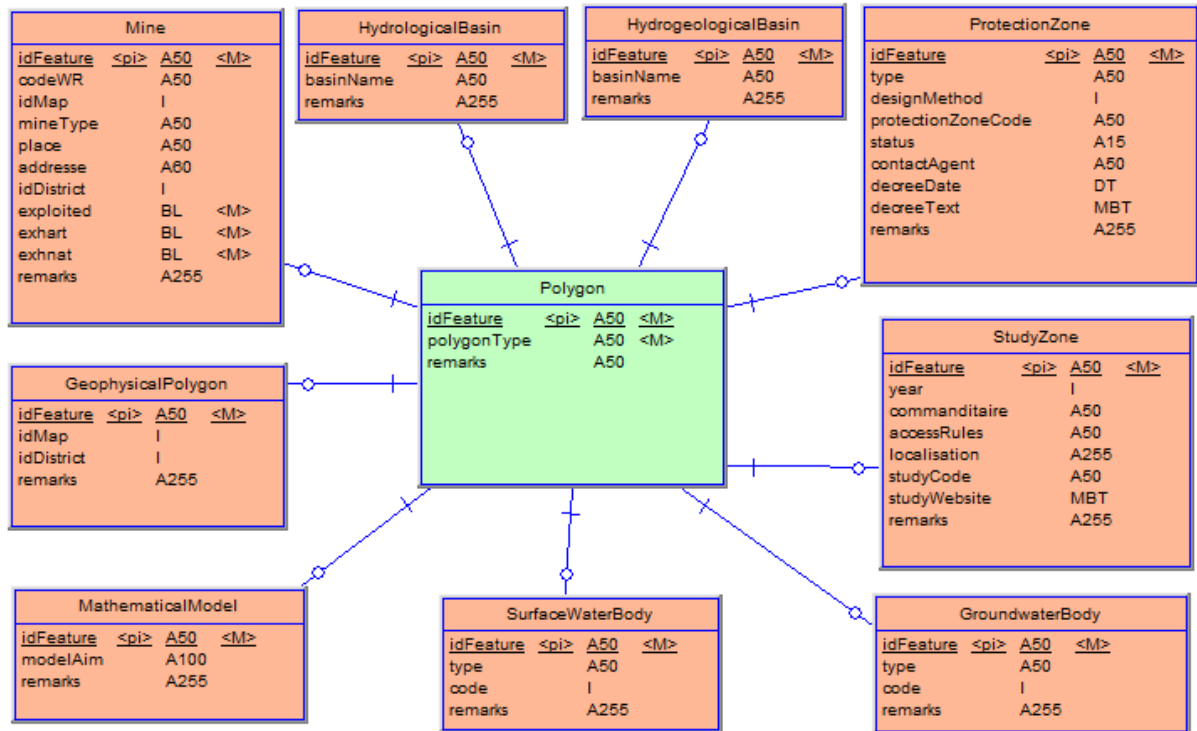 Mine
idFeature <pi> A50 <M>
codeWR A50
idMap I
mineType A50
place A50
addresse A60
idDistrict I
exploited BL <M>
exhart BL <M>
exhnat BL <M>
remarks A255
HydrologicalBasin
idFeature <pi> A50 <M>
basinName A50
remarks A255
HydrogeologicalBasin
idFeature <pi> A50 <M>
basinName A50
remarks A255
ProtectionZone
idFeature <pi> A50 <M>
type A50
designMethod I
protectionZoneCode A50
status A15
contactAgent A50
decreeDate DT
decreeText MBT
remarks A255
Polygon
idFeature <pi> A50 <M>
polygonType A50 <M>
remarks A50
GeophysicalPolygon
idFeature <pi> A50 <M>
idMap I
idDistrict I
remarks A255
StudyZone
idFeature <pi> A50 <M>
year I
commanditaire A50
accessRules A50
localisation A255
studyCode A50
studyWebsite MBT
remarks A255
MathematicalModel
idFeature <pi> A50 <M>
modelAim A100
remarks A255
SurfaceWaterBody
idFeature <pi> A50 <M>
type A50
code I
remarks A255
GroundwaterBody
idFeature <pi> A50 <M>
type A50
code I
remarks A255